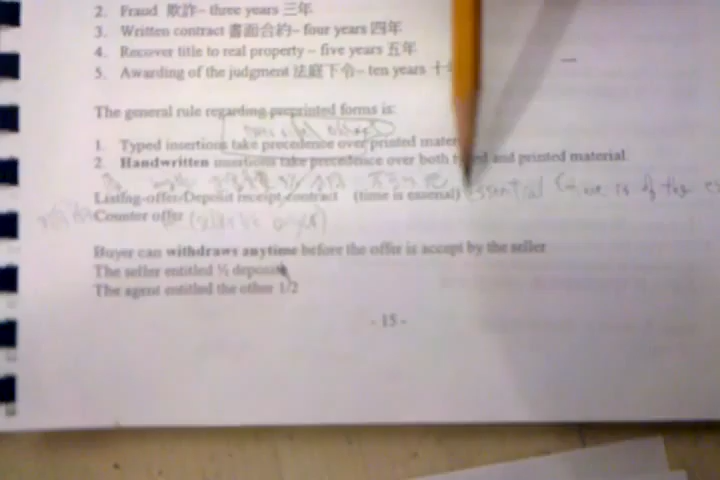 2. Fraud 欺詐– three years 三年
3. Written contract 書面合約– four years 四年
4. Recover title to real property – five years 五年
5. Awarding of the judgment 法庭下令– ten years 十
The general rule regarding preprinted forms is:
1. Typed insertions take precedence over printed mater
2. Handwritten insertions take precedence over both and printed material.
Listing-offer/Deposit receipt-contract (time is essenal) essential
Counter offer
Buyer can withdraws anytime before the offer is accept by the seller
The seller entitled ½ deposit
The agent entitled the other 1/2
- 15 -